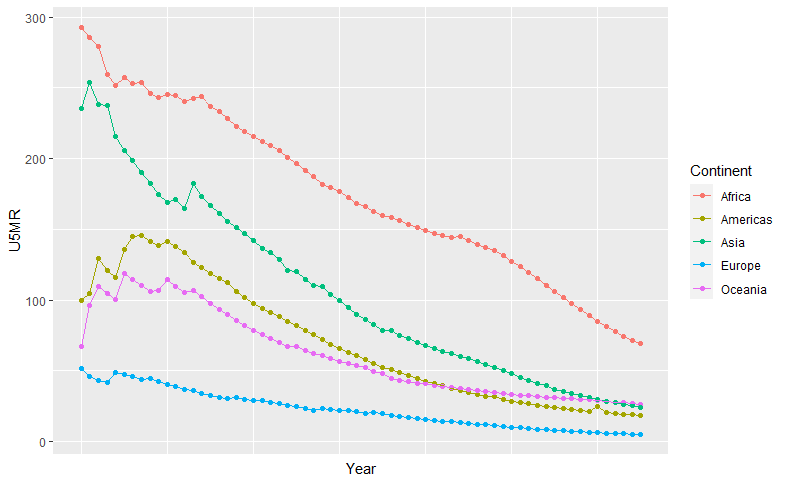 300
200
100
0
U5MR
Year
Continent
Africa
Americas
Asia
Europe
Oceania